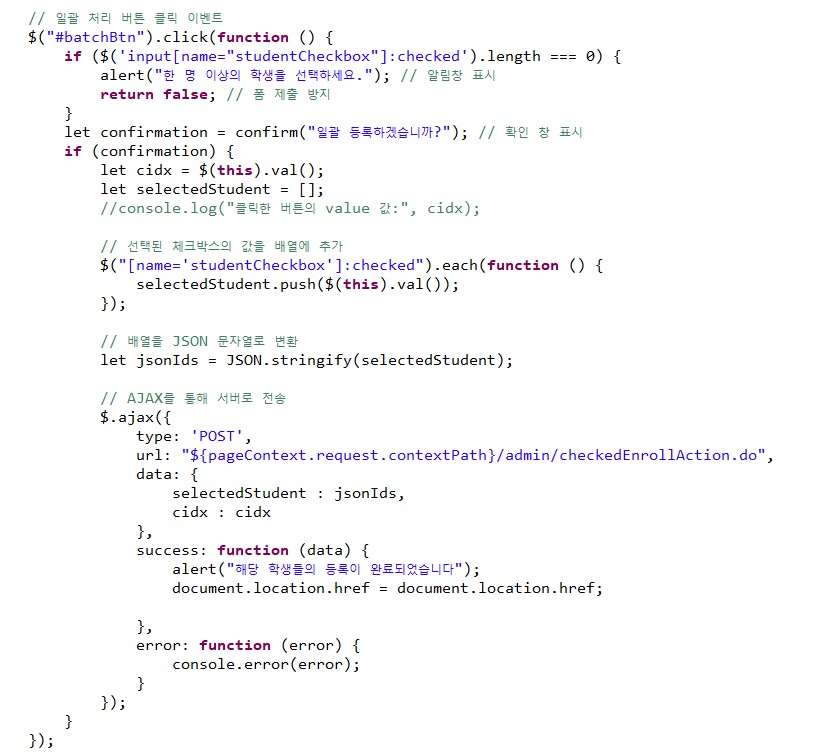 // 일괄 처리 버튼 클릭 이벤트
$("#batchBtn").click(function () {
    if ($('input[name="studentCheckbox"]:checked').length === 0) {
        alert("한 명 이상의 학생을 선택하세요."); // 알림창 표시
        return false; // 폼 제출 방지
    }
    let confirmation = confirm("일괄 등록하겠습니까?"); // 확인 창 표시
    if (confirmation) {
        let cidx = $(this).val();
        let selectedStudent = [];
        //console.log("클릭한 버튼의 value 값:", cidx);

        // 선택된 체크박스의 값을 배열에 추가
        $("[name='studentCheckbox']:checked").each(function () {
            selectedStudent.push($(this).val());
        });

        // 배열을 JSON 문자열로 변환
        let jsonIds = JSON.stringify(selectedStudent);

        // AJAX를 통해 서버로 전송
        $.ajax({
            type: 'POST',
            url: "${pageContext.request.contextPath}/admin/checkedEnrollAction.do",
            data: {
                selectedStudent : jsonIds,
                cidx : cidx
            },
            success: function (data) {
                alert("해당 학생들의 등록이 완료되었습니다");
                document.location.href = document.location.href;

            },
            error: function (error) {
                console.error(error);
            }
        });
    }
});